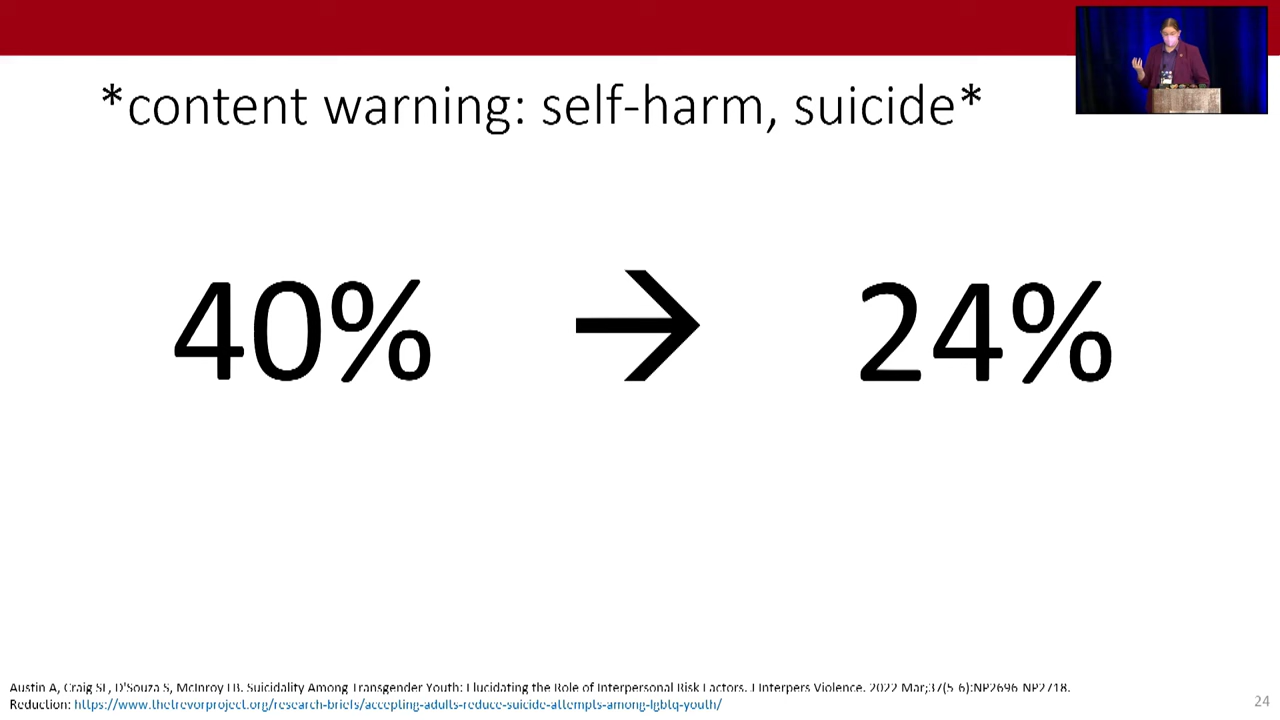 *content warning: self-harm, suicide*
40% → 24%
Austin A, Craig SL, D'Souza S, McInroy LB. Suicidality Among Transgender Youth: Elucidating the Role of Interpersonal Risk Factors. J Interpers Violence. 2022 Mar;37(5-6):NP2696-NP2718.
Reduction: https://www.thetrevorproject.org/research-briefs/accepting-adults-reduce-suicide-attempts-among-lgbtq-youth/
24